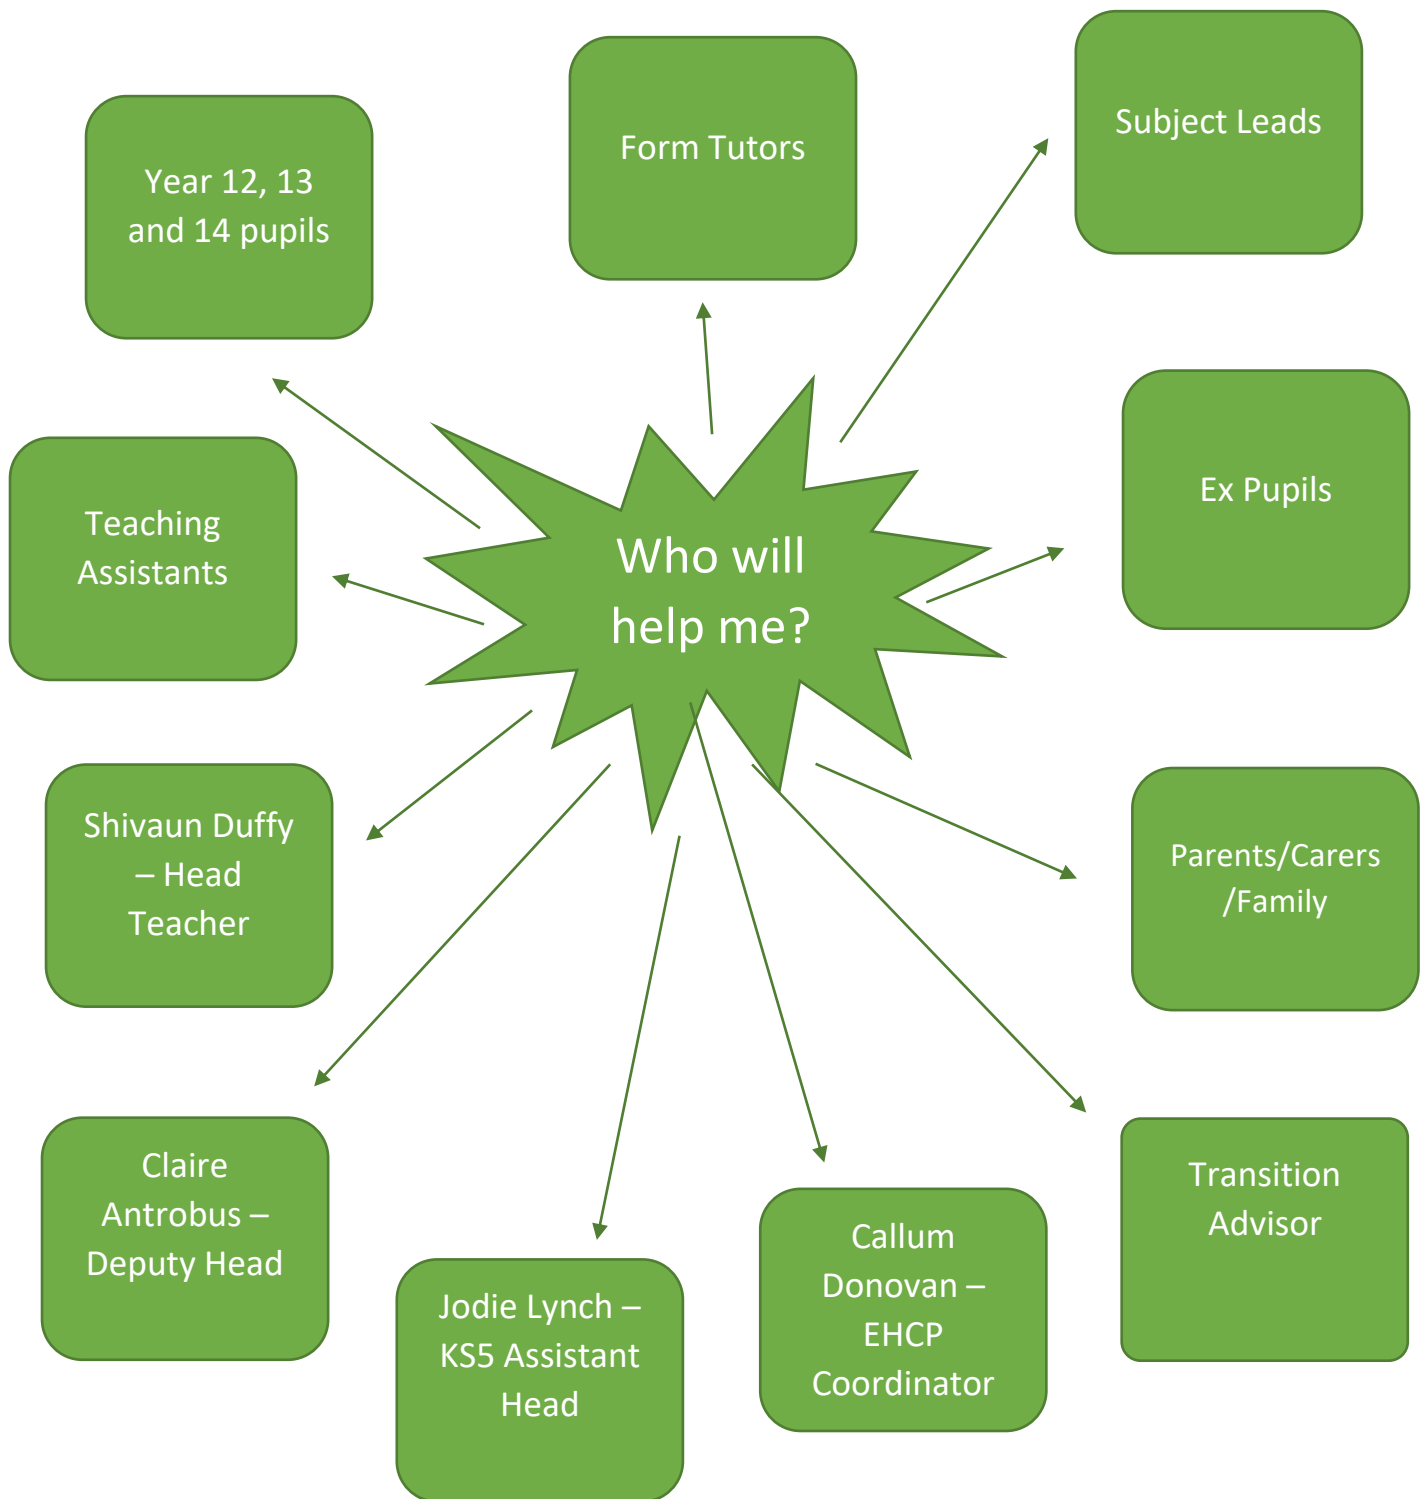 Subject Leads
Form Tutors
Year 12, 13
and 14 pupils
Ex Pupils
Teaching
Assistants
Who will
help me?
Shivaun Duffy
– Head
Teacher
Parents/Carers
/Family
Claire
Antrobus –
Deputy Head
Transition
Advisor
Callum
Donovan –
EHCP
Coordinator
Jodie Lynch –
KS5 Assistant
Head